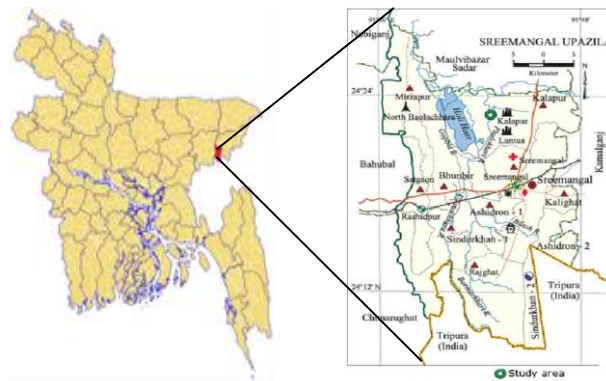 Nabiganj
SREEMANGAL UPAZILA
Maulvibazar
Sadar
Kilometer
24°24'
Mirzapur
North Baolachhara
Hail Haor
Kalapur
Kalapur
Lamua
Kamalganj
Bahubal
Sreemangal
Satgaon
Bhunbir
Sreemangal
Sreemangal
Kalighat
Rashidpur
Ashidron - 1
Sindurkhan - 1
Bilash R.
Ashidron - 2
Rajghat
24°12'
Sindurkhan - 2
Tripura
(India)
Chunarughat
Tripura
(India)
Study area